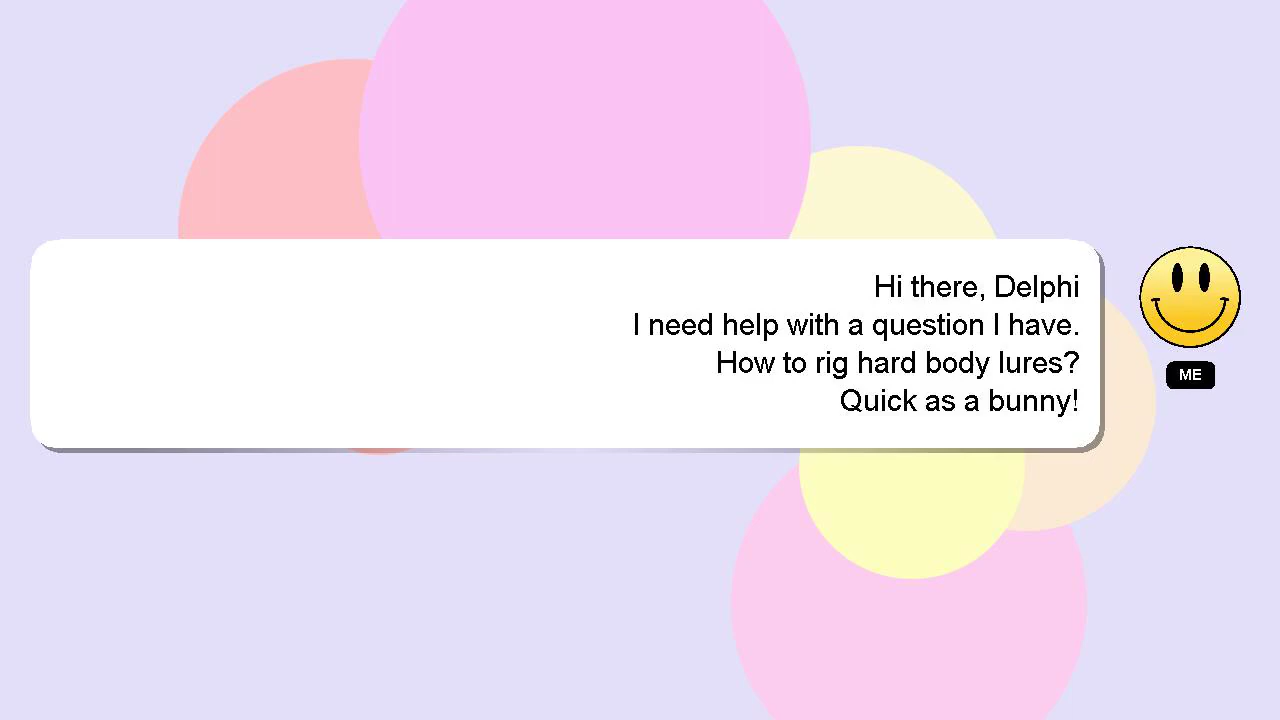 Hi there, Delphi
I need help with a question I have.
How to rig hard body lures?
Quick as a bunny!
ME